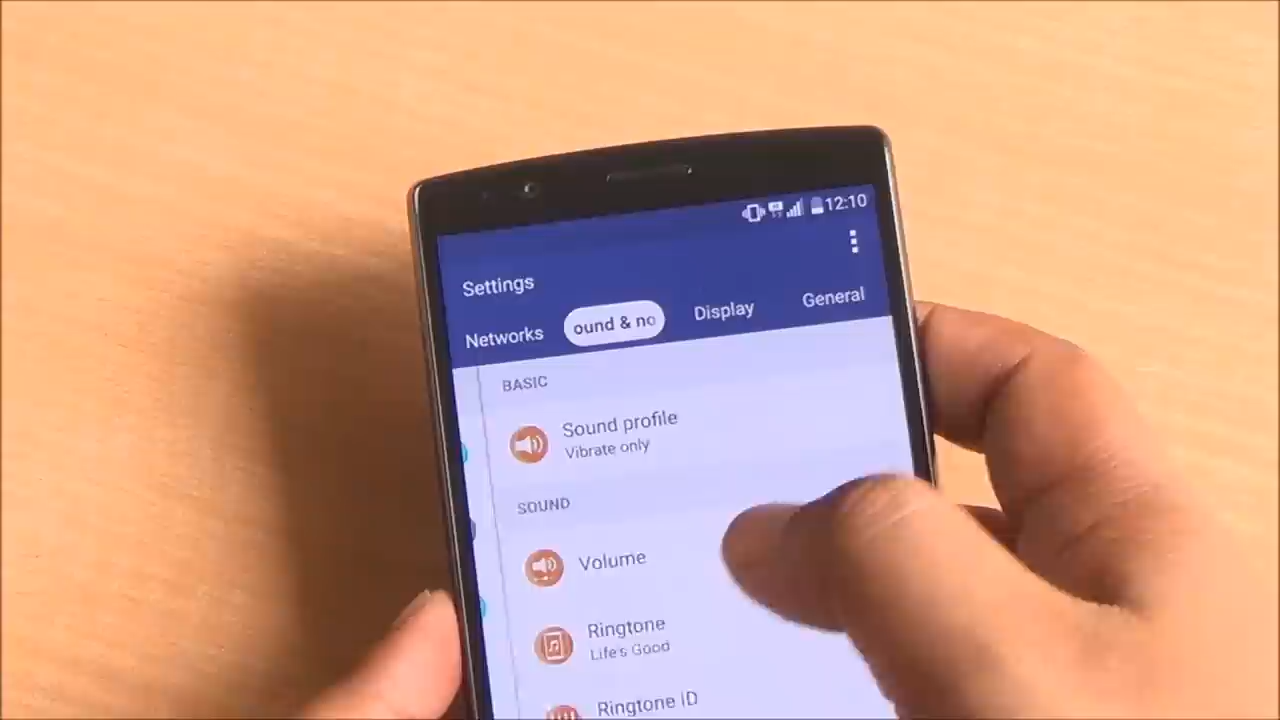 12:10
Settings
Networks ound & no Display General
BASIC
Sound profile
Vibrate only
SOUND
Volume
Ringtone
Life's Good
Ringtone ID